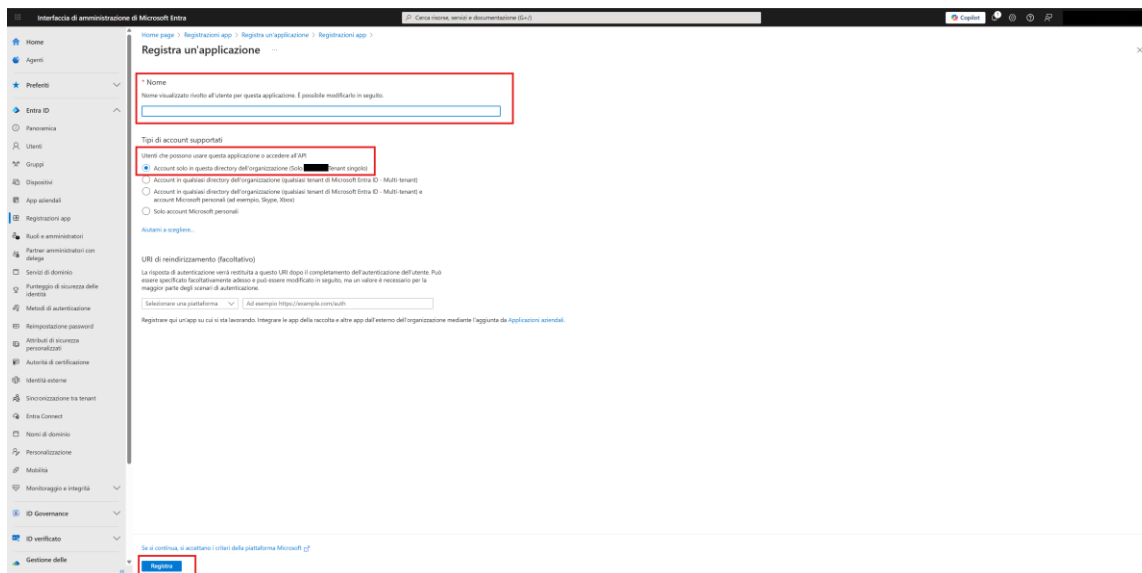 Interfaccia di amministrazione di Microsoft Entra
Cerca risorse, servizi e documentazione (G+/)
Copilot
Home
Agenti
Preferiti
Entra ID
Panoramica
Utenti
Gruppi
Dispositivi
App aziendali
Registrazioni app
Ruoli e amministratori
Partner amministratori con
delega
Servizi di dominio
Punteggio di sicurezza delle
identità
Metodi di autenticazione
Reimpostazione password
Attributi di sicurezza
personalizzati
Autorità di certificazione
Identità esterne
Sincronizzazione tra tenant
Entra Connect
Nomi di dominio
Personalizzazione
Mobilità
Monitoraggio e integrità
ID Governance
ID verificato
Gestione delle
Home page > Registrazioni app > Registra un'applicazione > Registrazioni app >
Registra un'applicazione ...
* Nome
Nome visualizzato rivolto all'utente per questa applicazione. È possibile modificarlo in seguito.
Tipi di account supportati
Utenti che possono usare questa applicazione o accedere all'API
Account solo in questa directory dell'organizzazione (Solo Tenant singolo)
Account in qualsiasi directory dell'organizzazione (qualsiasi tenant di Microsoft Entra ID - Multi-tenant)
Account in qualsiasi directory dell'organizzazione (qualsiasi tenant di Microsoft Entra ID - Multi-tenant) e
account Microsoft personali (ad esempio, Skype, Xbox)
Solo account Microsoft personali
Aiutami a scegliere...
URI di reindirizzamento (facoltativo)
La risposta di autenticazione verrà restituita a questo URI dopo il completamento dell'autenticazione dell'utente. Può
essere specificato facoltativamente adesso e può essere modificato in seguito, ma un valore è necessario per la
maggior parte degli scenari di autenticazione.
Selezionare una piattaforma
Ad esempio https://example.com/auth
Registrare qui un'app su cui si sta lavorando. Integrare le app della raccolta e altre app dall'esterno dell'organizzazione mediante l'aggiunta da Applicazioni aziendali.
Se si continua, si accettano i criteri della piattaforma Microsoft
Registra